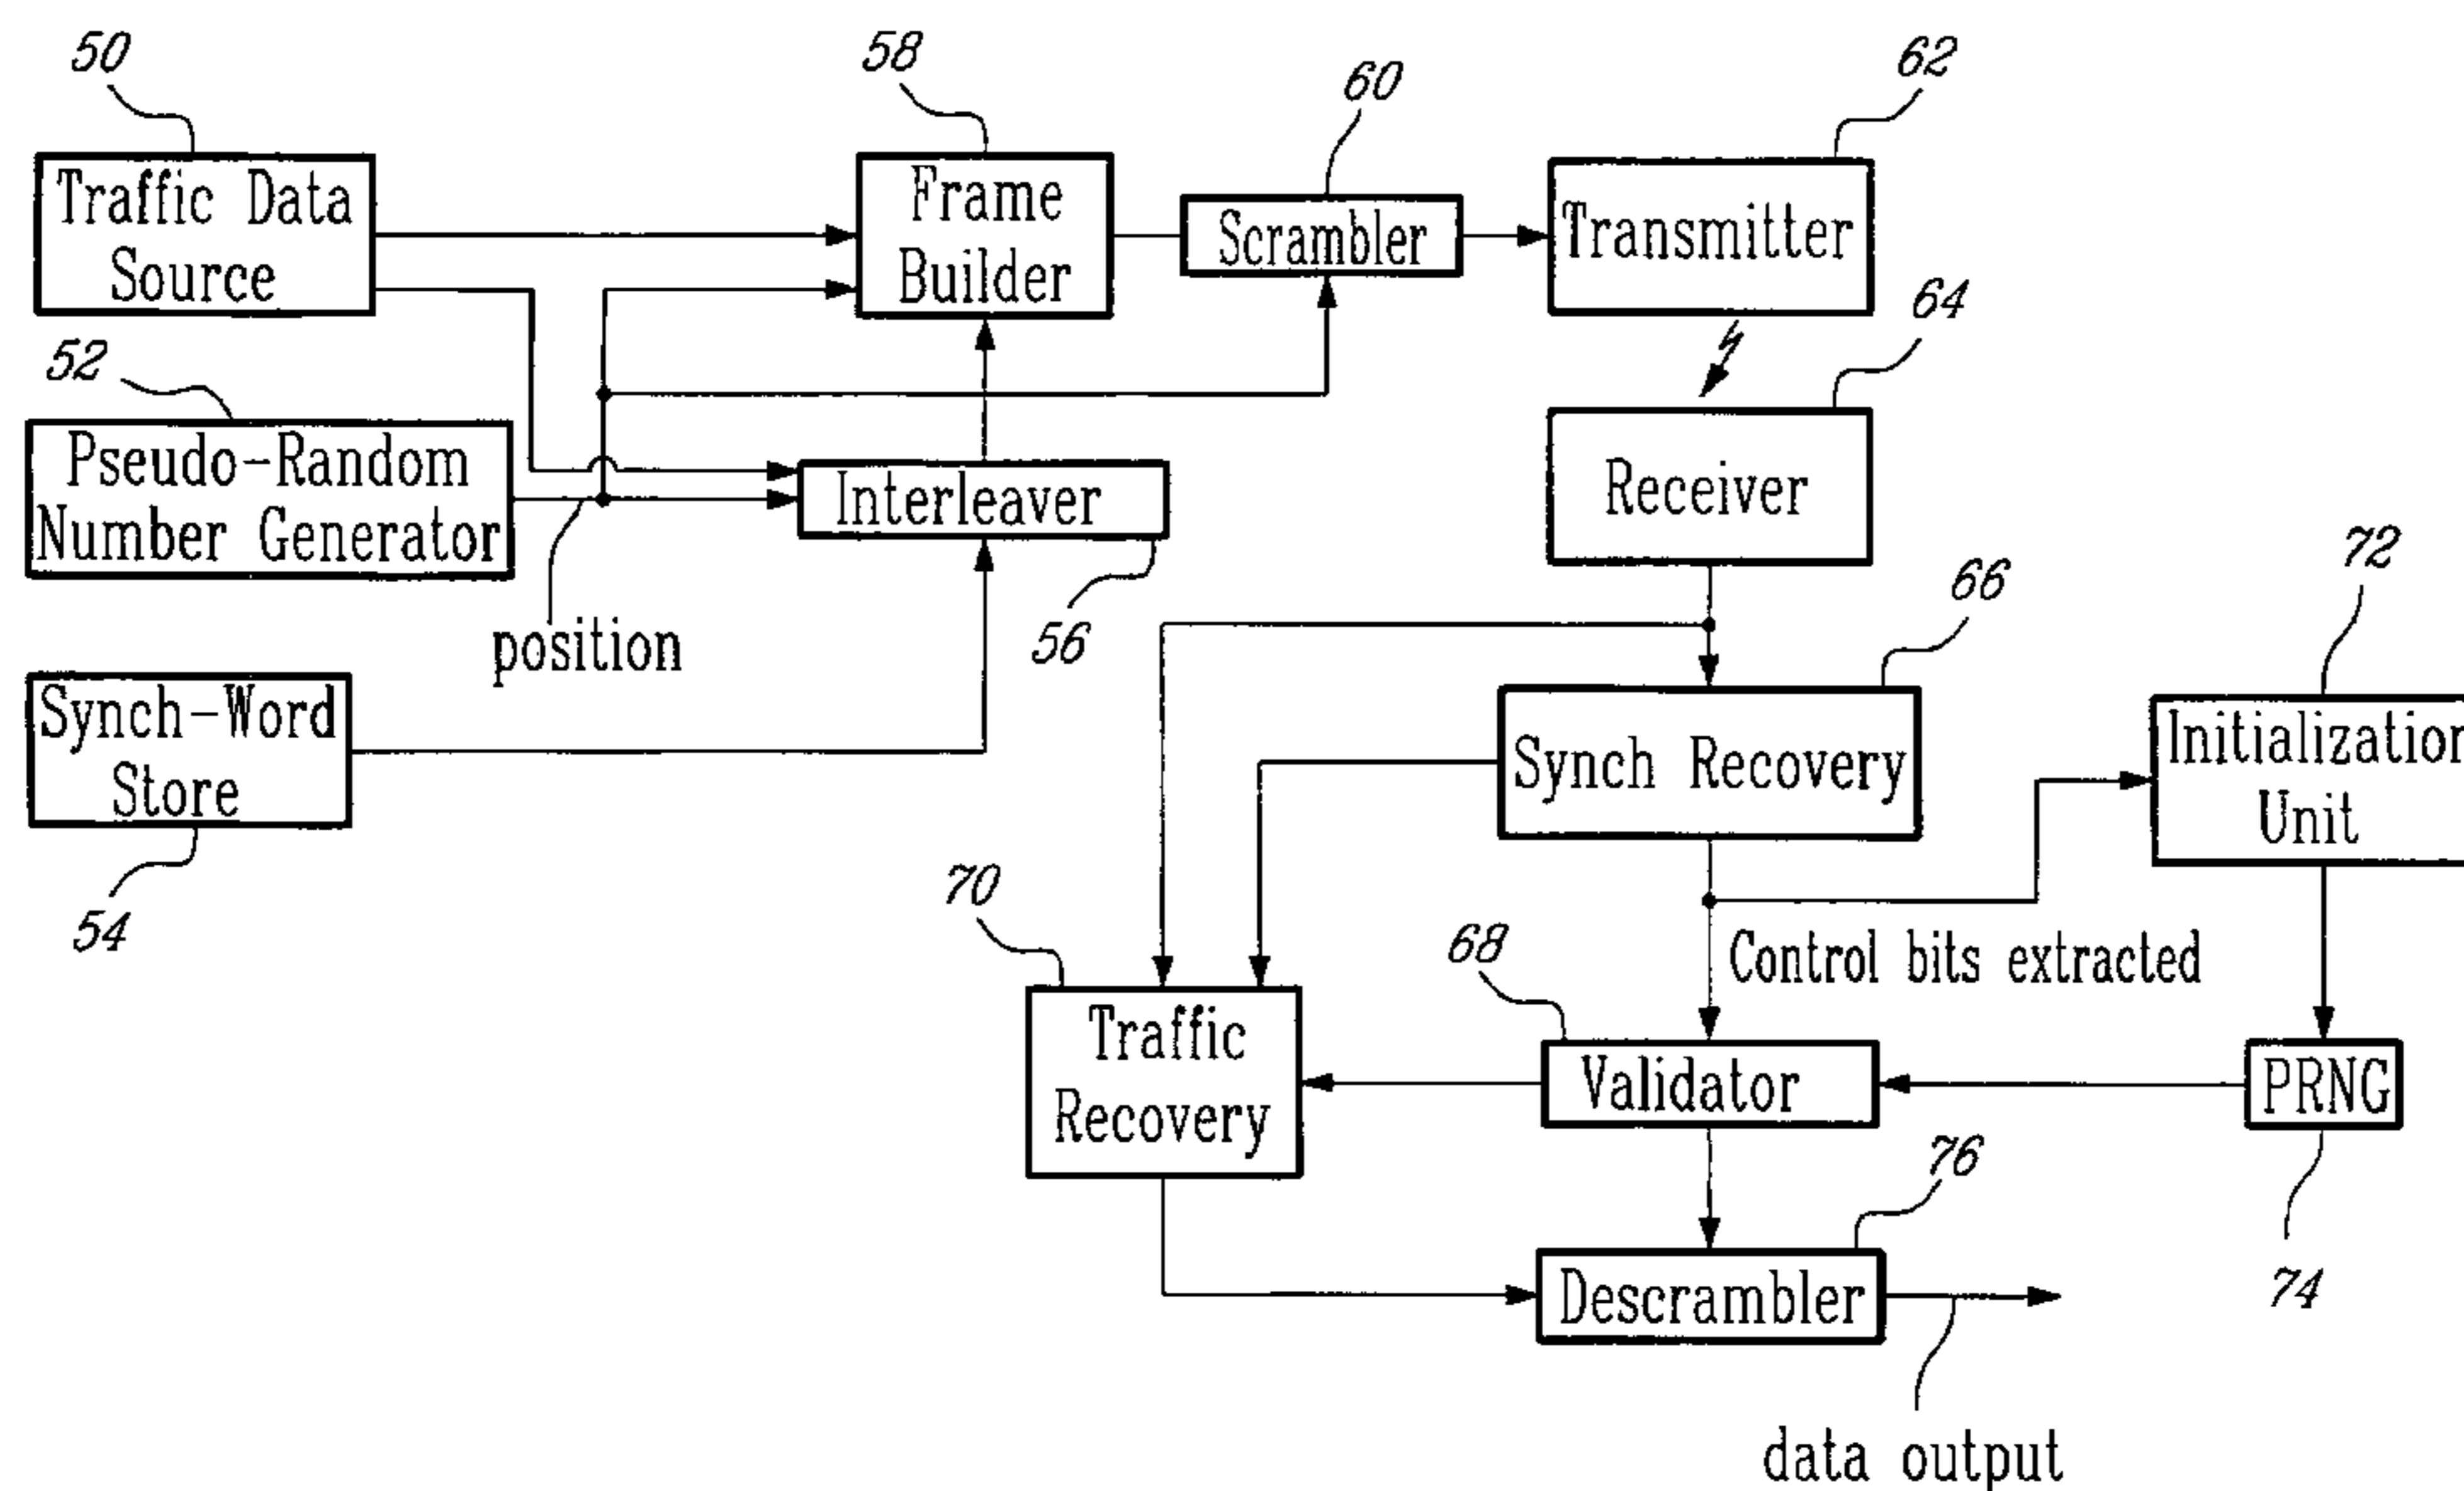 50
58
60
62
Traffic Data
Source
Frame
Builder
Scrambler
Transmitter
64
52
Pseudo-Random
Number Generator
Interleaver
Receiver
position
56
66
72
Synch-Word
Store
54
Synch Recovery
Initialization
Unit
70
68
Control bits extracted
Traffic
Recovery
Validator
PRNG
76
74
Descrambler
data output